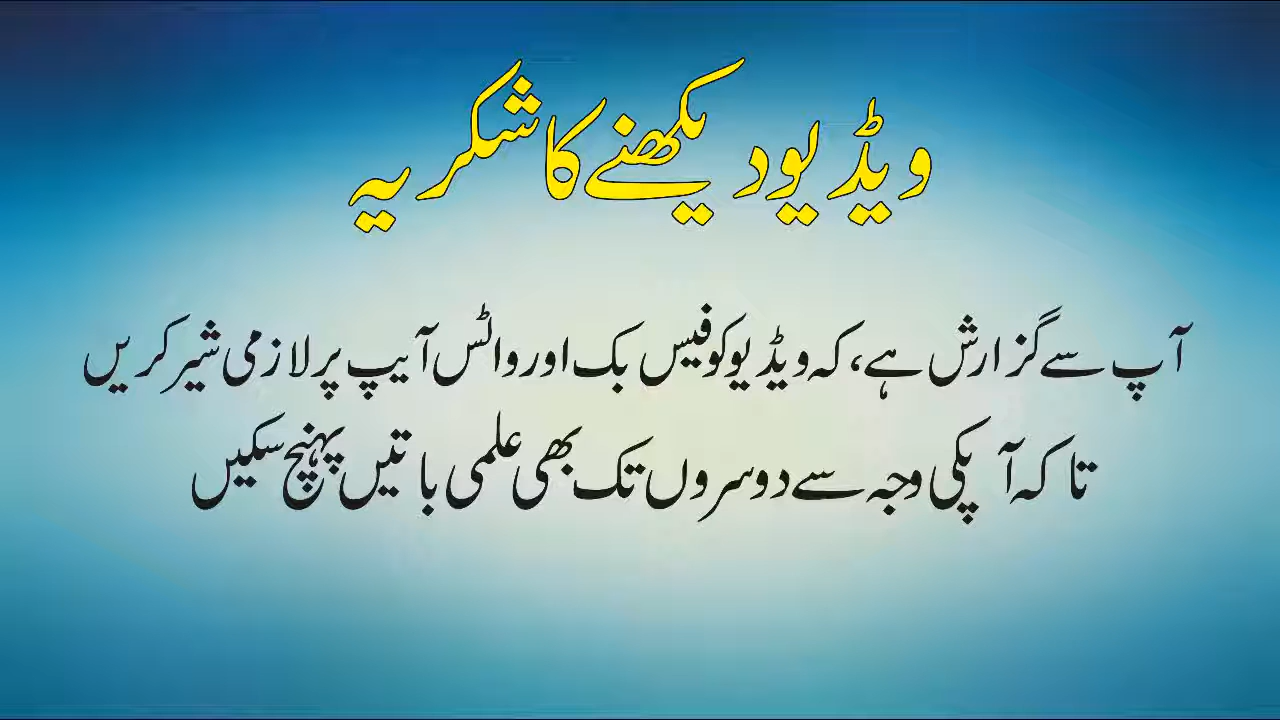 ویڈیو دیکھنے کا شکریہ
آپ سے گزارش ہے، کہ ویڈیو کو فیس بک اور واٹس آیپ پر لازمی شیر کریں
تاکہ آپکی وجہ سے دوسروں تک بھی علمی باتیں پہنچ سکیں